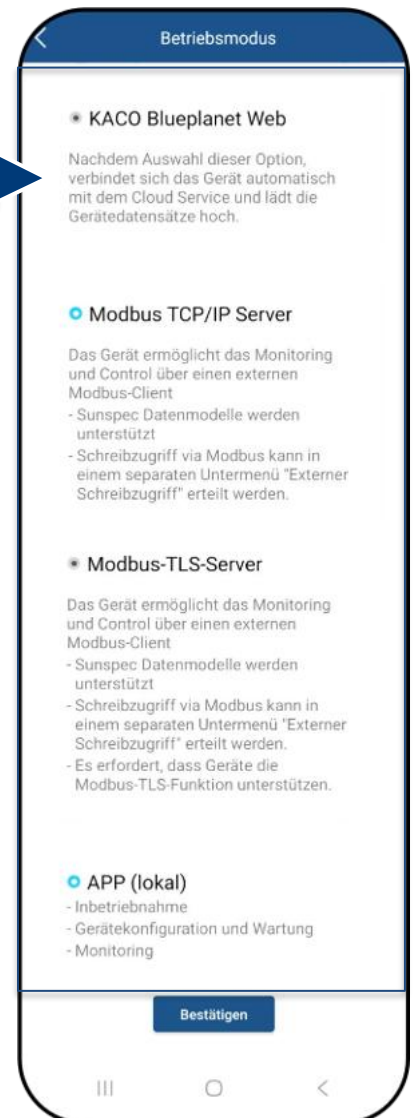 Betriebsmodus
KACO Blueplanet Web
Nachdem Auswahl dieser Option,
verbindet sich das Gerät automatisch
mit dem Cloud Service und lädt die
Gerätedatensätze hoch.
Modbus TCP/IP Server
Das Gerät ermöglicht das Monitoring
und Control über einen externen
Modbus-Client
- Sunspec Datenmodelle werden
unterstützt
- Schreibzugriff via Modbus kann in
einem separaten Untermenü "Externer
Schreibzugriff" erteilt werden.
Modbus-TLS-Server
Das Gerät ermöglicht das Monitoring
und Control über einen externen
Modbus-Client
- Sunspec Datenmodelle werden
unterstützt
- Schreibzugriff via Modbus kann in
einem separaten Untermenü "Externer
Schreibzugriff" erteilt werden.
- Es erfordert, dass Geräte die
Modbus-TLS-Funktion unterstützen.
APP (lokal)
- Inbetriebnahme
- Gerätekonfiguration und Wartung
- Monitoring
Bestätigen